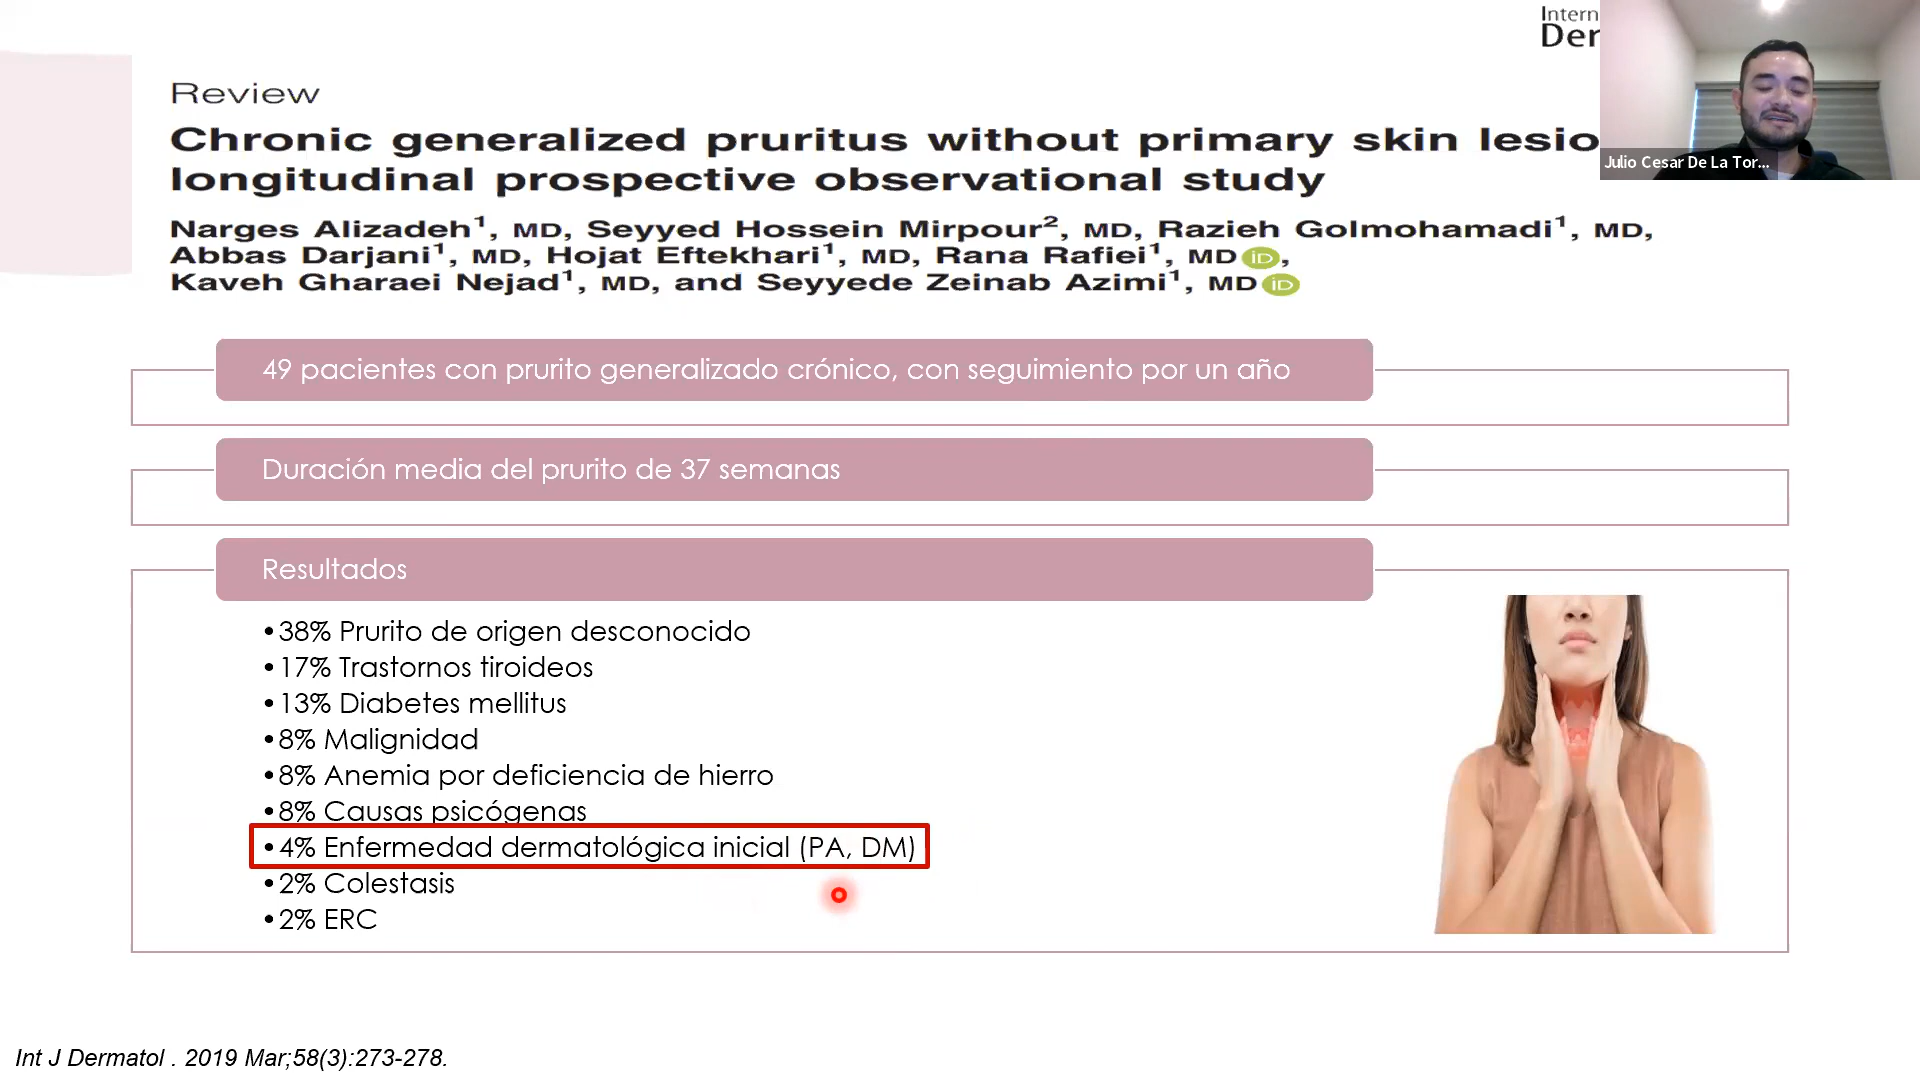 Intern
Der
Review
Chronic generalized pruritus without primary skin lesio
longitudinal prospective observational study
Narges Alizadeh¹, MD, Seyyed Hossein Mirpour², MD, Razieh Golmohamadi¹, MD,
Abbas Darjani¹, MD, Hojat Eftekhari¹, MD, Rana Rafiei¹, MD iD,
Kaveh Gharaei Nejad¹, MD, and Seyyede Zeinab Azimi¹, MD iD
Julio Cesar De La Tor...
49 pacientes con prurito generalizado crónico, con seguimiento por un año
Duración media del prurito de 37 semanas
Resultados
•38% Prurito de origen desconocido
•17% Trastornos tiroideos
•13% Diabetes mellitus
•8% Malignidad
•8% Anemia por deficiencia de hierro
•8% Causas psicógenas
•4% Enfermedad dermatológica inicial (PA, DM)
•2% Colestasis
•2% ERC
Int J Dermatol . 2019 Mar;58(3):273-278.